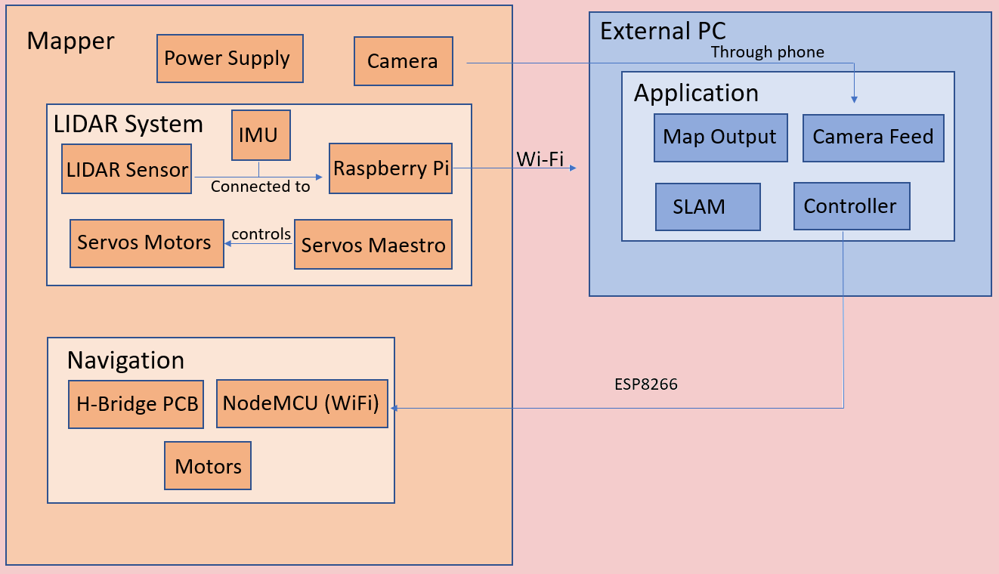 Mapper
Power Supply
Camera
LIDAR System
IMU
LIDAR Sensor
Connected to
Raspberry Pi
Servos Motors
controls
Servos Maestro
Navigation
H-Bridge PCB
NodeMCU (WiFi)
Motors
Wi-Fi
ESP8266
External PC
Through phone
Application
Map Output
Camera Feed
SLAM
Controller